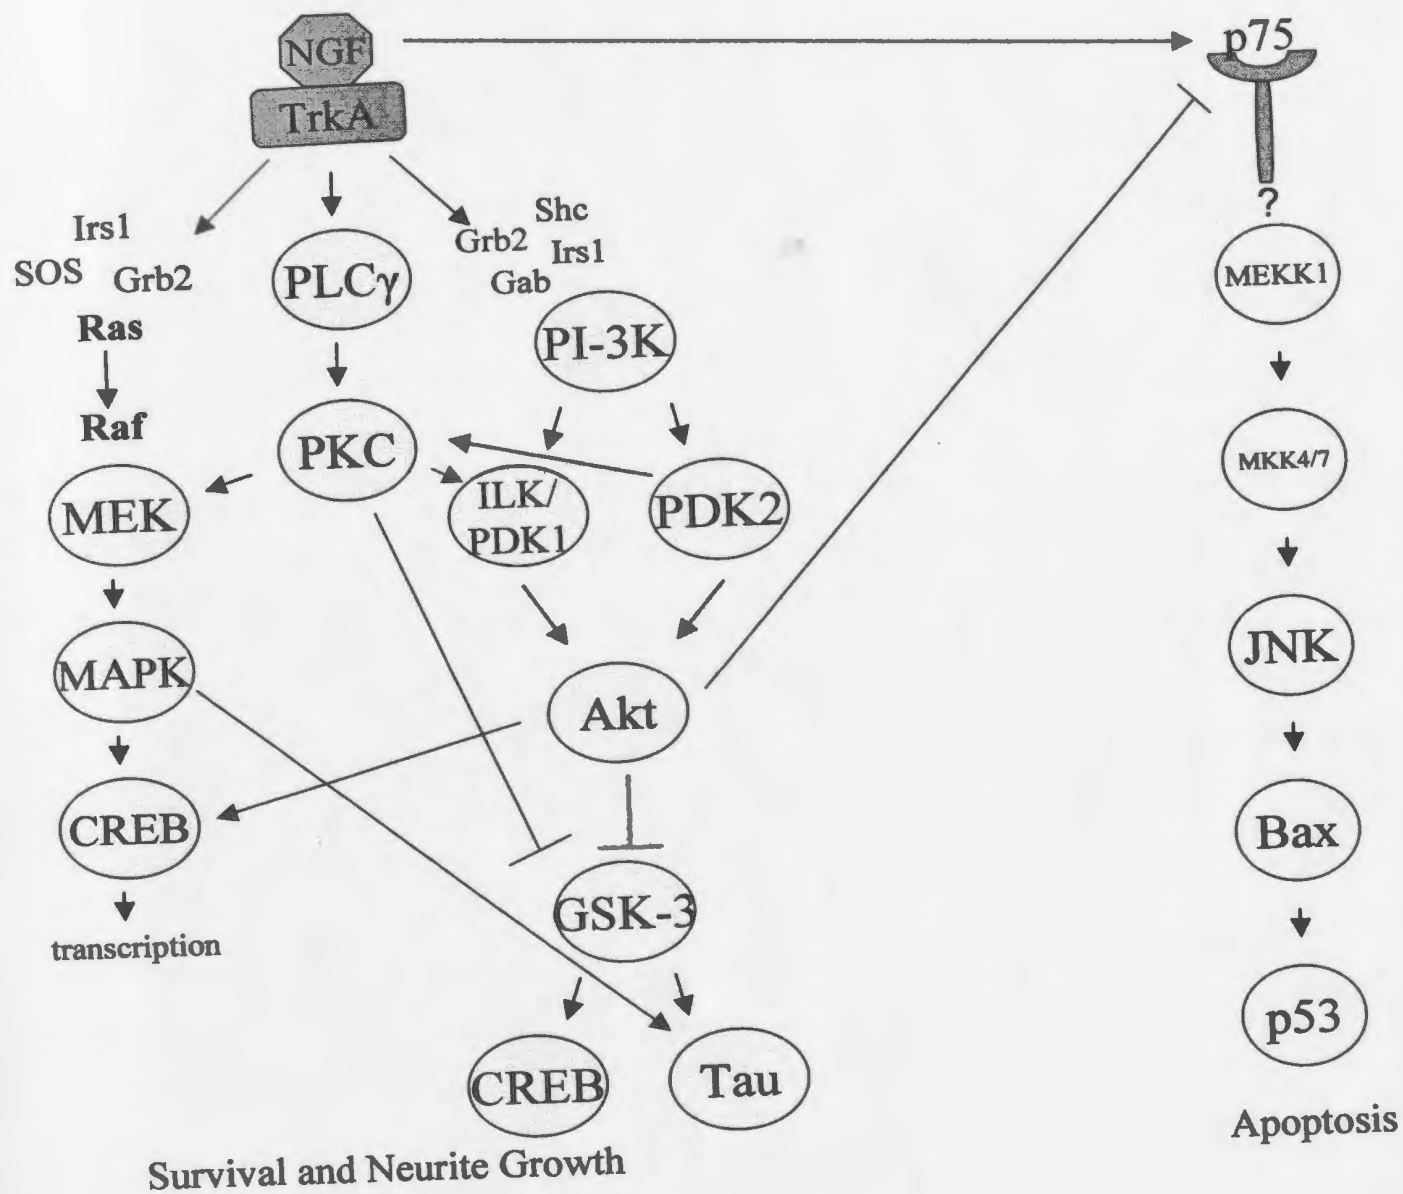 NGF
TrkA
p75
?
Irs1
SOS
Grb2
Ras
Raf
PLCγ
Shc
Grb2
Irs1
Gab
PI-3K
PKC
MEK
ILK/
PDK1
PDK2
MAPK
Akt
CREB
transcription
GSK-3
CREB
Tau
Survival and Neurite Growth
MEKK1
MKK4/7
JNK
Bax
p53
Apoptosis